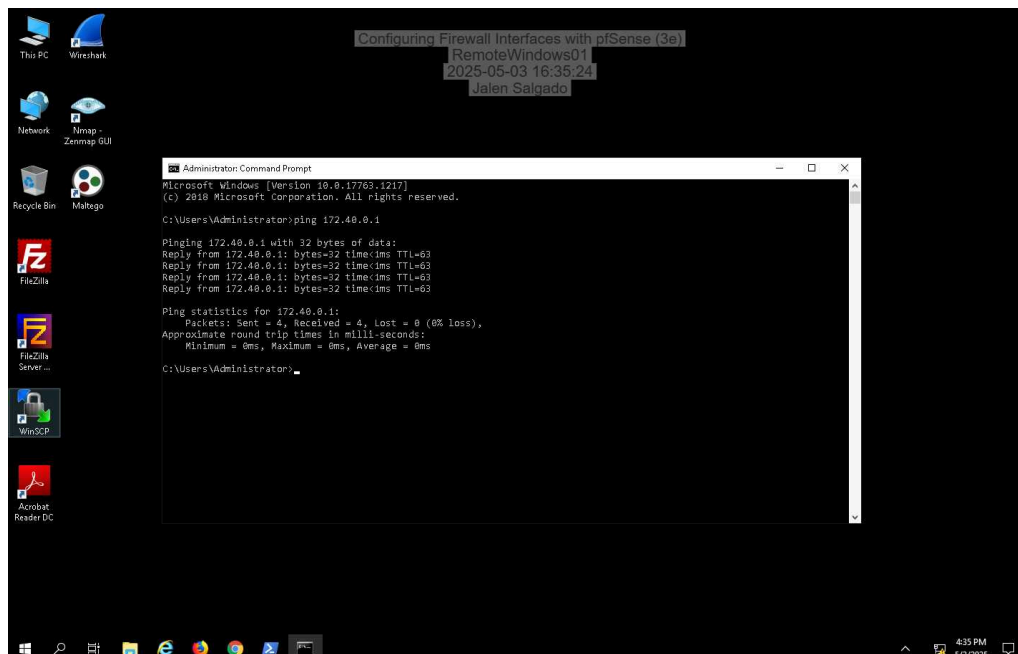 Configuring Firewall Interfaces with pfSense (3e)
RemoteWindows01
2025-05-03 16:35:24
Jalen Salgado
This PC
Wireshark
Network
Nmap -
Zenmap GUI
Recycle Bin
Maltego
FileZilla
FileZilla
Server ...
WinSCP
Acrobat
Reader DC
Administrator: Command Prompt
Microsoft Windows [Version 10.0.17763.1217]
(c) 2018 Microsoft Corporation. All rights reserved.
C:\Users\Administrator>ping 172.40.0.1
Pinging 172.40.0.1 with 32 bytes of data:
Reply from 172.40.0.1: bytes=32 time<1ms TTL=63
Reply from 172.40.0.1: bytes=32 time<1ms TTL=63
Reply from 172.40.0.1: bytes=32 time<1ms TTL=63
Reply from 172.40.0.1: bytes=32 time<1ms TTL=63
Ping statistics for 172.40.0.1:
Packets: Sent = 4, Received = 4, Lost = 0 (0% loss),
Approximate round trip times in milli-seconds:
Minimum = 0ms, Maximum = 0ms, Average = 0ms
C:\Users\Administrator>
4:35 PM